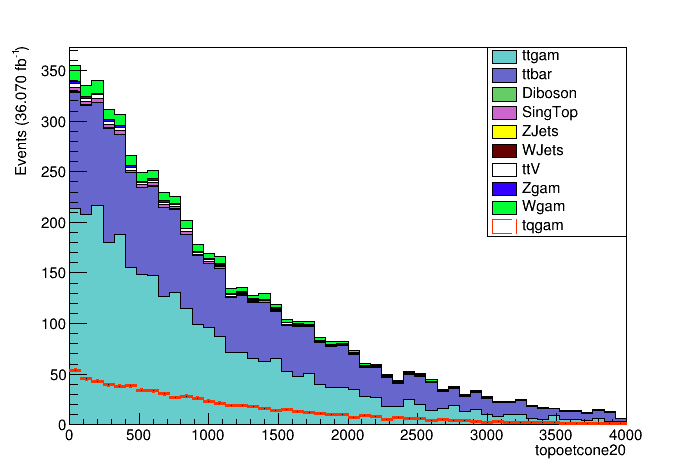 Events (36.070 fb⁻¹)
350
300
250
200
150
100
50
0
ttgam
ttbar
Diboson
SingTop
ZJets
WJets
ttV
Zgam
Wgam
tqgam
0 500 1000 1500 2000 2500 3000 3500 4000
topoetcone20